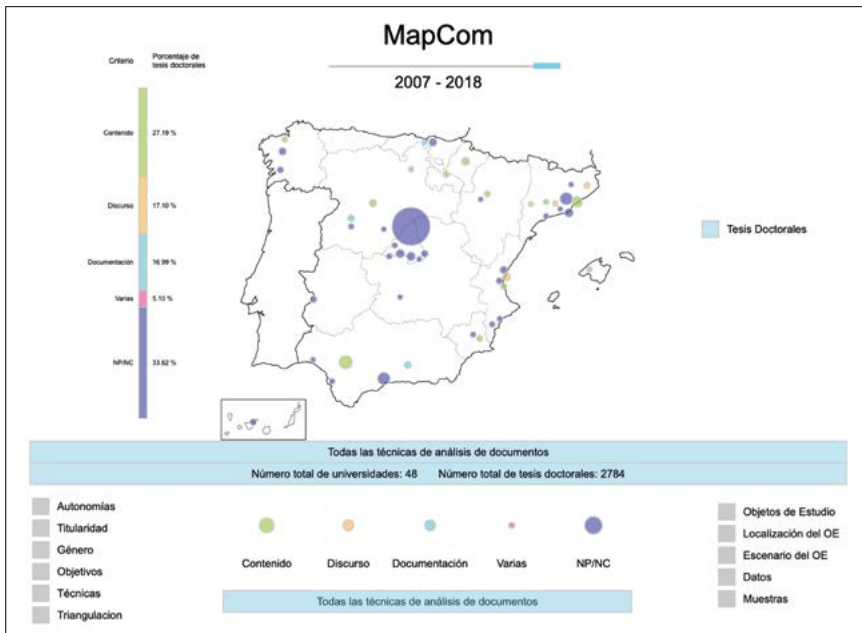 MapCom
2007 - 2018
Criterio
Porcentaje de
tesis doctorales
Contenido
27.19 %
Discurso
17.10 %
Documentación
16.99 %
Varias
5.10 %
NP/NC
33.62 %
Tesis Doctorales
Todas las técnicas de análisis de documentos
Número total de universidades: 48 Número total de tesis doctorales: 2784
Autonomías
Titularidad
Género
Objetivos
Técnicas
Triangulacion
Contenido
Discurso
Documentación
Varias
NP/NC
Todas las técnicas de análisis de documentos
Objetos de Estudio
Localización del OE
Escenario del OE
Datos
Muestras